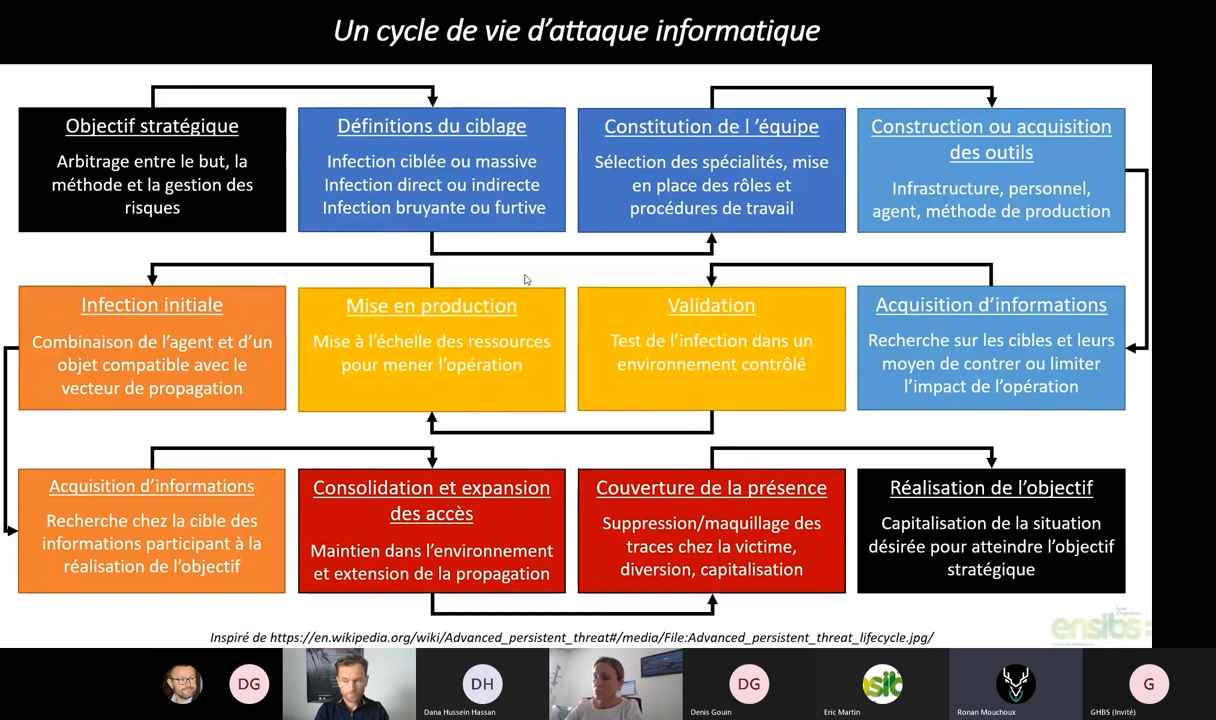 Un cycle de vie d’attaque informatique
Objectif stratégique
Arbitrage entre le but, la
méthode et la gestion des
risques
Définitions du ciblage
Infection ciblée ou massive
Infection direct ou indirecte
Infection bruyante ou furtive
Constitution de l ’équipe
Sélection des spécialités, mise
en place des rôles et
procédures de travail
Construction ou acquisition
des outils
Infrastructure, personnel,
agent, méthode de production
Infection initiale
Combinaison de l’agent et d’un
objet compatible avec le
vecteur de propagation
Mise en production
Mise à l’échelle des ressources
pour mener l’opération
Validation
Test de l’infection dans un
environnement contrôlé
Acquisition d’informations
Recherche sur les cibles et leurs
moyen de contrer ou limiter
l’impact de l’opération
Acquisition d’informations
Recherche chez la cible des
informations participant à la
réalisation de l’objectif
Consolidation et expansion
des accès
Maintien dans l’environnement
et extension de la propagation
Couverture de la présence
Suppression/maquillage des
traces chez la victime,
diversion, capitalisation
Réalisation de l’objectif
Capitalisation de la situation
désirée pour atteindre l’objectif
stratégique
Inspiré de https://en.wikipedia.org/wiki/Advanced_persistent_threat#/media/File:Advanced_persistent_threat_lifecycle.jpg/
ensibs:
DG
DH
Dana Hussein Hassan
DG
Denis Gouin
sit
Eric Martin
Ronan Mouchoux
G
GHBS (Invité)